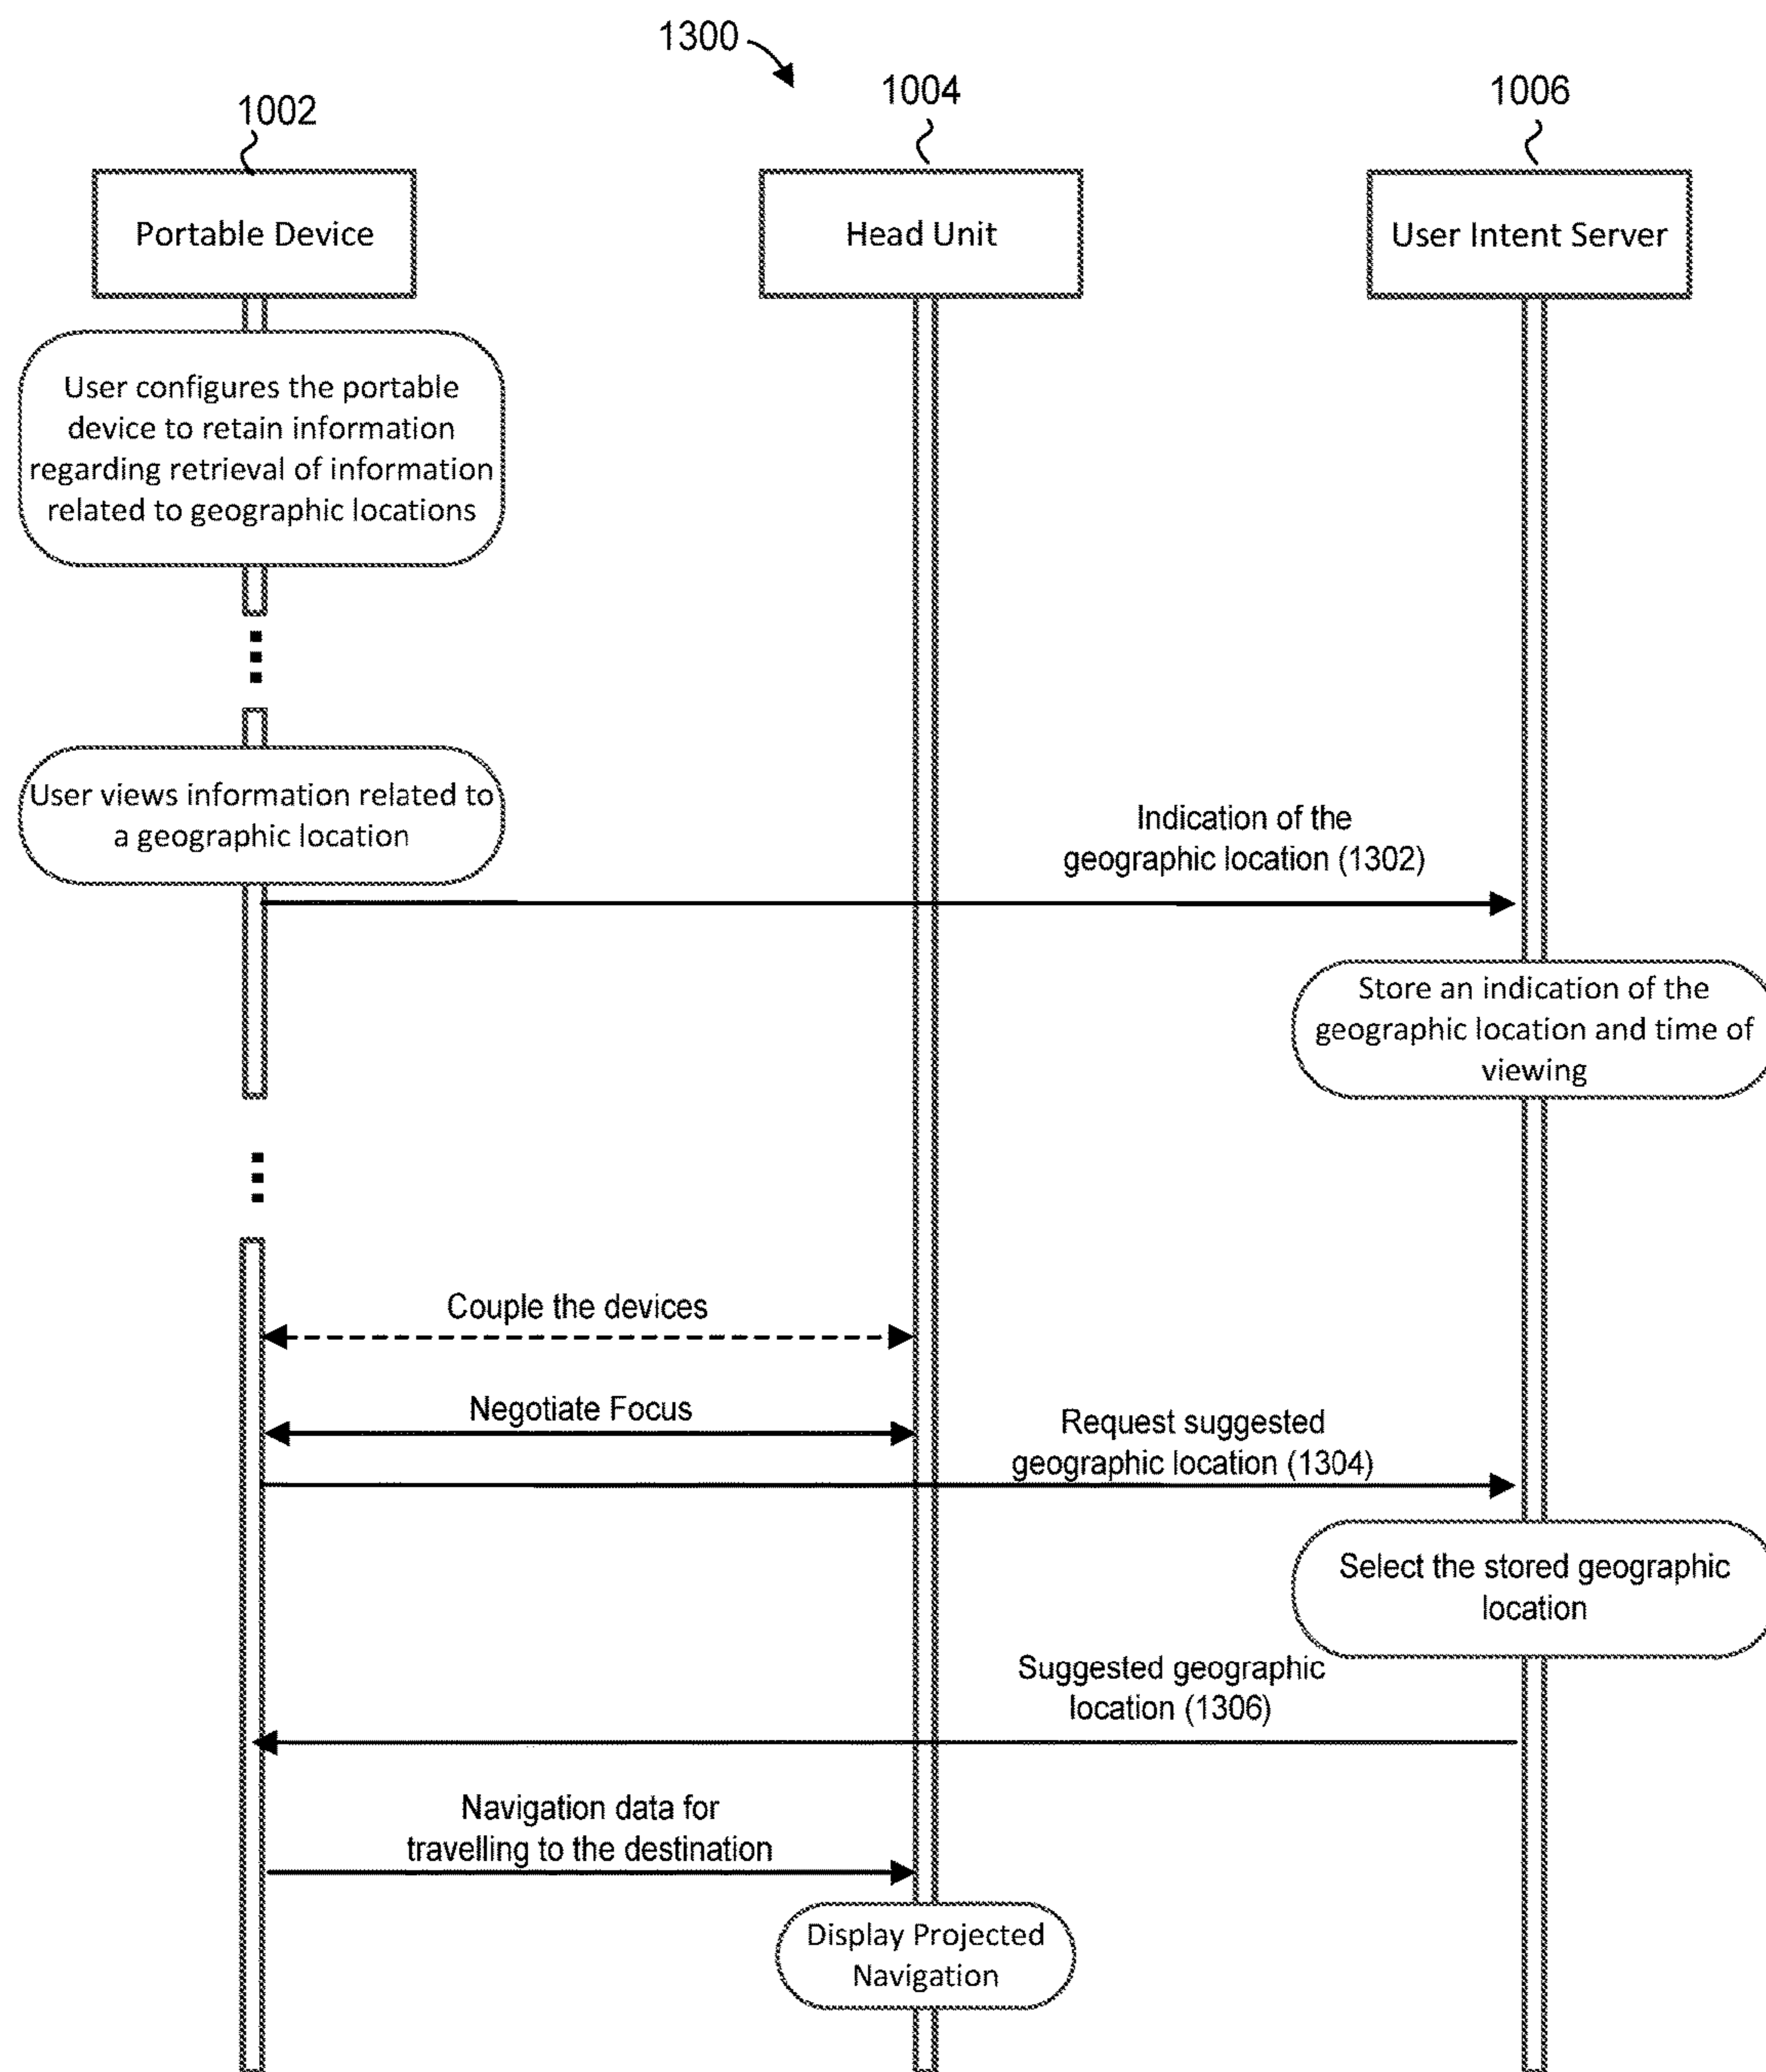 1300
1002
1004
1006
Portable Device
Head Unit
User Intent Server
User configures the portable
device to retain information
regarding retrieval of information
related to geographic locations
User views information related to
a geographic location
Indication of the
geographic location (1302)
Store an indication of the
geographic location and time of
viewing
Couple the devices
Negotiate Focus
Request suggested
geographic location (1304)
Select the stored geographic
location
Suggested geographic
location (1306)
Navigation data for
travelling to the destination
Display Projected
Navigation